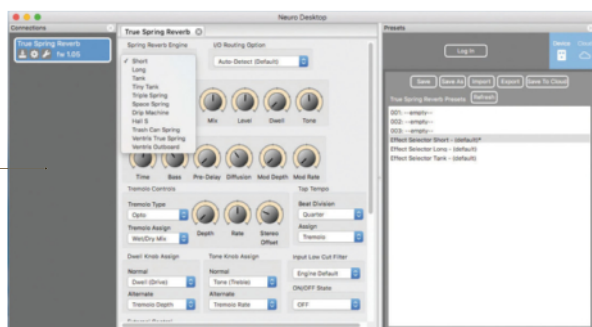 Neuro Desktop
Connections
True Spring Reverb
fw 1.05
True Spring Reverb
Spring Reverb Engine
I/O Routing Option
✓ Short
Long
Tank
Tiny Tank
Triple Spring
Space Spring
Drip Machine
Hall S
Trash Can Spring
Ventris True Spring
Ventris Outboard
Auto-Detect (Default)
Mix Level Dwell Tone
Time Bass Pre-Delay Diffusion Mod Depth Mod Rate
Tremolo Controls
Tap Tempo
Tremolo Type
Opto
Tremolo Assign
Wet/Dry Mix
Depth Rate Stereo
Offset
Beat Division
Quarter
Assign
Tremolo
Dwell Knob Assign
Tone Knob Assign
Input Low Cut Filter
Normal
Dwell (Drive)
Alternate
Tremolo Depth
Normal
Tone (Treble)
Alternate
Tremolo Rate
Engine Default
ON/OFF State
OFF
External Control
Presets
Log In
Device
Cloud
Save Save As Import Export Save To Cloud
True Spring Reverb Presets Refresh
001: --empty--
002: --empty--
003: --empty--
Effect Selector Short - (default)*
Effect Selector Long - (default)
Effect Selector Tank - (default)